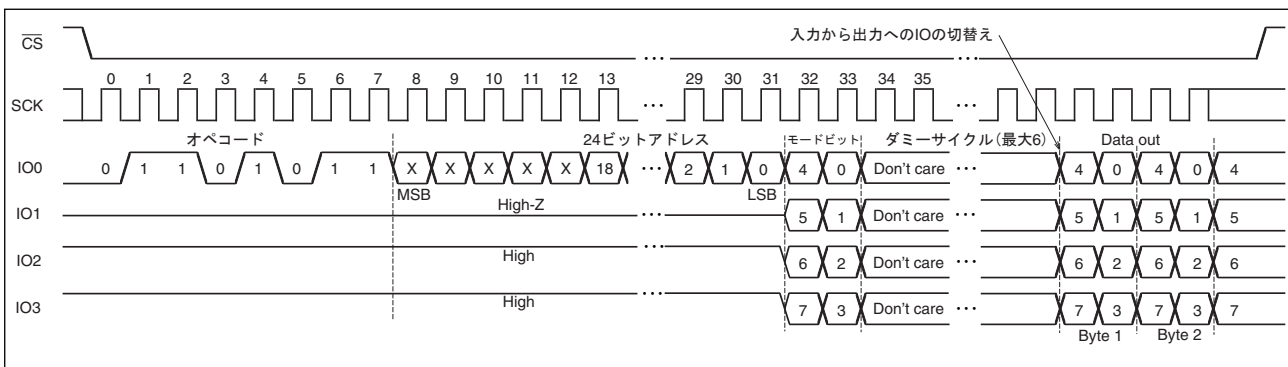 入力から出力へのIOの切替え
CS ...
0 1 2 3 4 5 6 7 8 9 10 11 12 13 29 30 31 32 33 34 35
SCK ... ...
オペコード 24ビットアドレス モードビット ダミーサイクル(最大6) Data out
IO0 0 1 1 0 1 0 1 1 X X X X X 18 ... 2 1 0 4 0 Don't care ... 4 0 4 0 4
MSB LSB
IO1 High-Z ... 5 1 Don't care ... 5 1 5 1 5
IO2 High ... 6 2 Don't care ... 6 2 6 2 6
IO3 High ... 7 3 Don't care ... 7 3 7 3 7
Byte 1 Byte 2